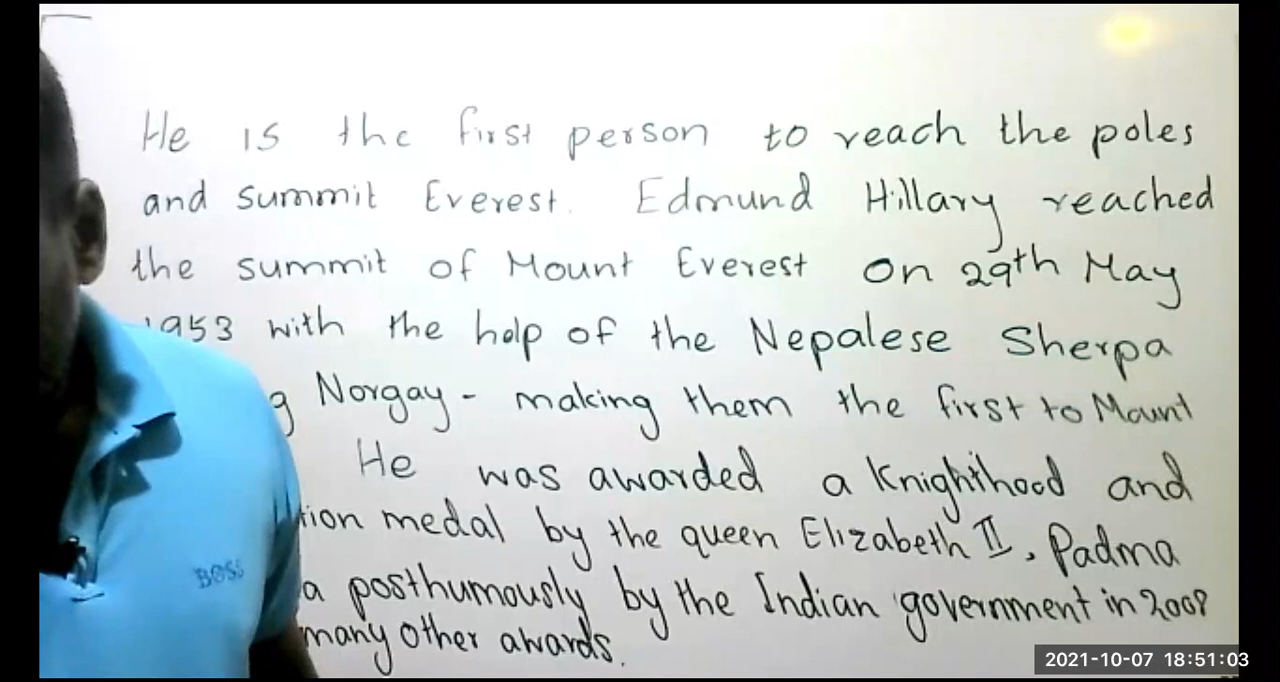 He is the first person to reach the poles
and summit Everest. Edmund Hillary reached
the summit of Mount Everest on 29th May
1953 with the help of the Nepalese Sherpa
g Norgay - making them the first to Mount
He was awarded a Knighthood and
tion medal by the queen Elizabeth II, Padma
a posthumously by the Indian government in 2008
many other awards.
BOSS
2021-10-07 18:51:03